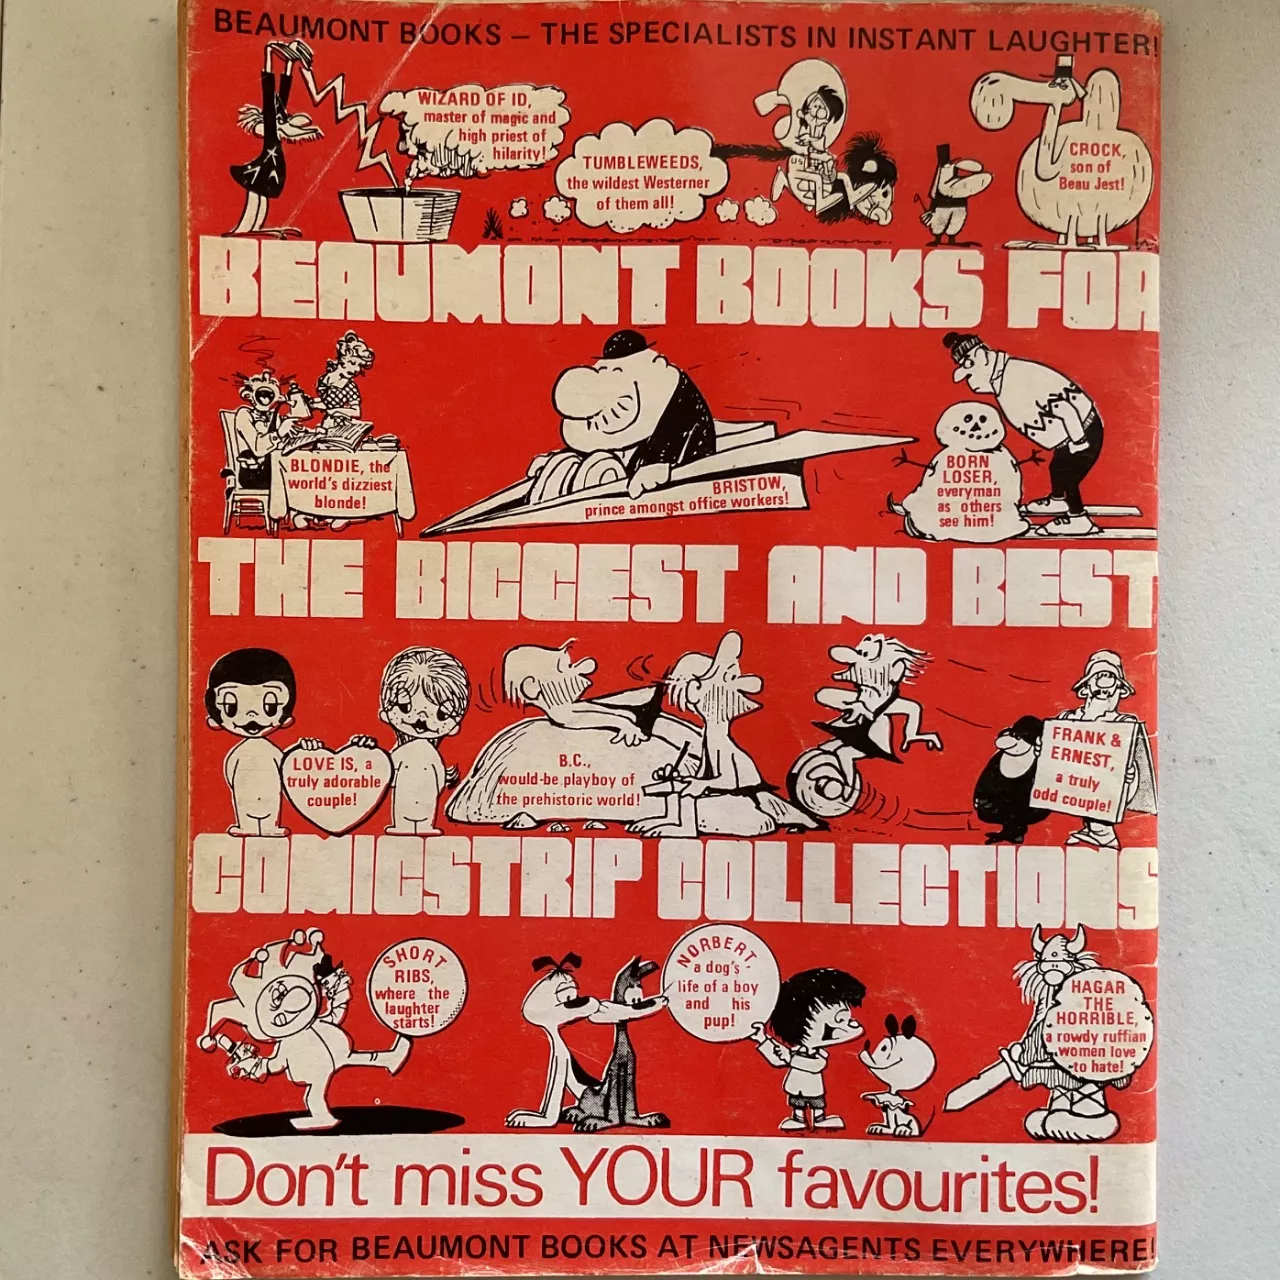 BEAUMONT BOOKS – THE SPECIALISTS IN INSTANT LAUGHTER!
WIZARD OF ID,
master of magic and
high priest of
hilarity!
TUMBLEWEEDS,
the wildest Westerner
of them all!
CROCK,
son of
Beau Jest!
BEAUMONT BOOKS FOR
BLONDIE, the
world's dizziest
blonde!
BRISTOW,
prince amongst office workers!
BORN
LOSER,
everyman
as others
see him!
THE BIGGEST AND BEST
LOVE IS, a
truly adorable
couple!
B.C.,
would-be playboy of
the prehistoric world!
FRANK &
ERNEST,
a truly
odd couple!
COMICSTRIP COLLECTIONS
SHORT
RIBS,
where the
laughter
starts!
NORBERT,
a dog's
life of a boy
and his
pup!
HAGAR
THE
HORRIBLE,
a rowdy ruffian
women love
to hate!
Don't miss YOUR favourites!
ASK FOR BEAUMONT BOOKS AT NEWSAGENTS EVERYWHERE!